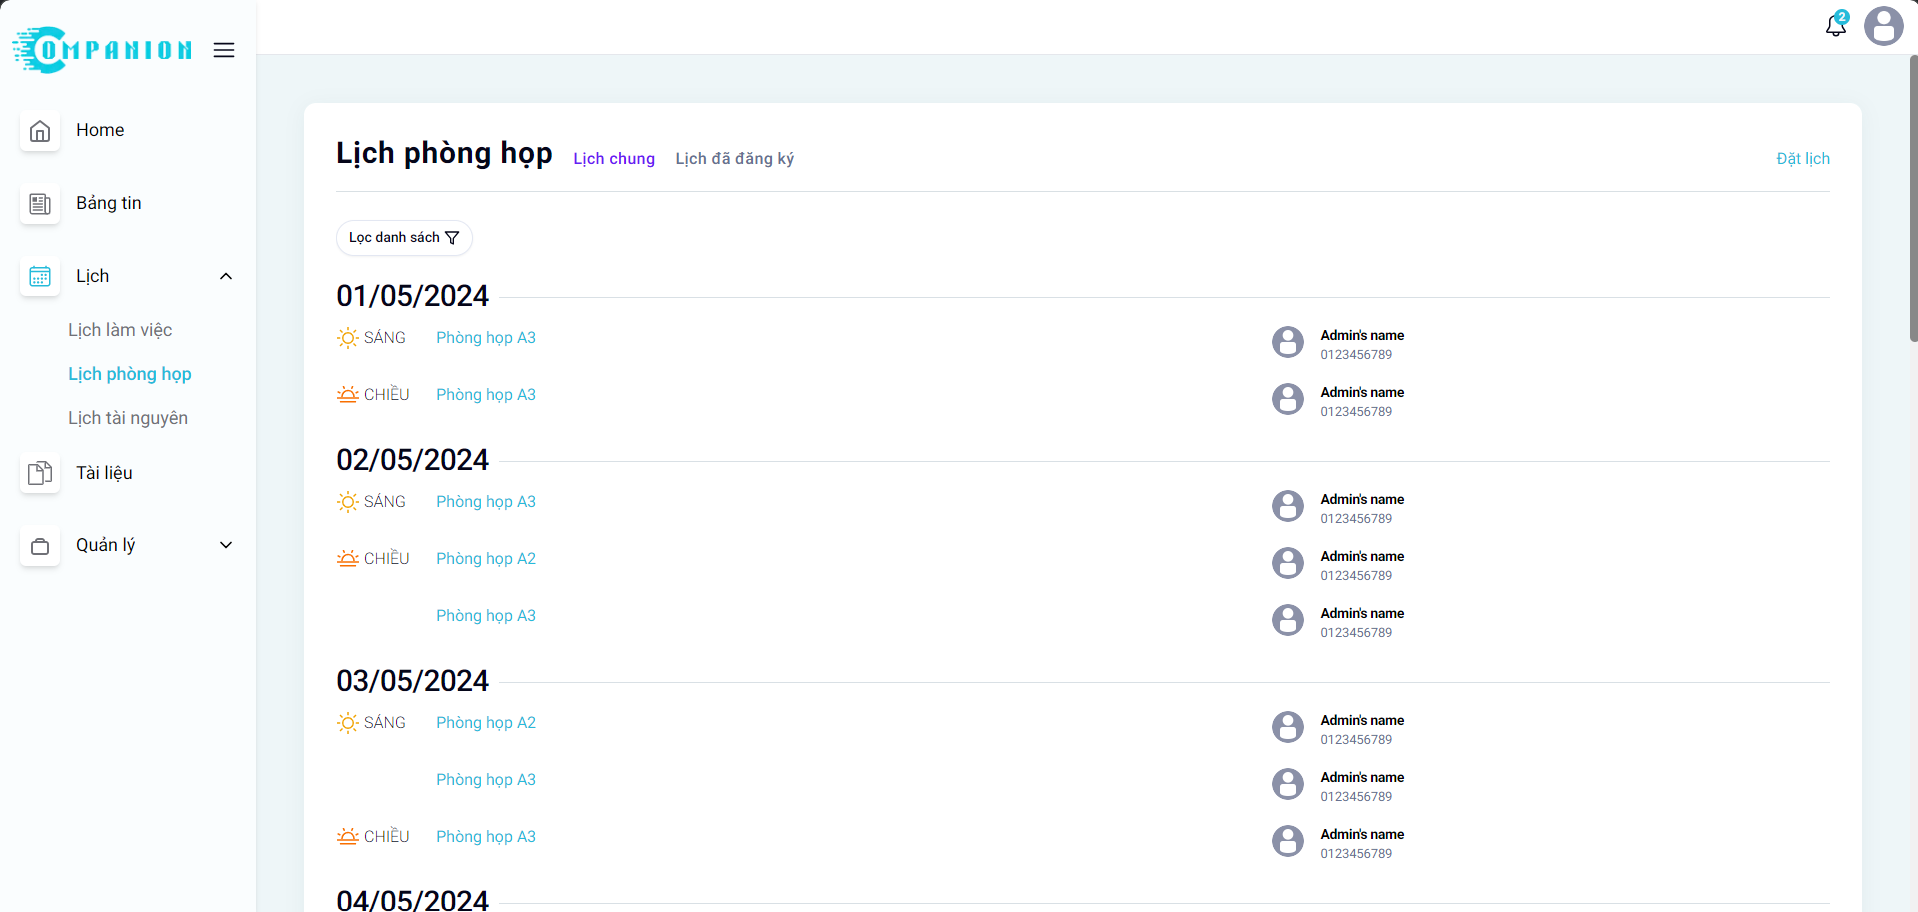 COMPANION
2
Home
Bảng tin
Lịch
Lịch làm việc
Lịch phòng họp
Lịch tài nguyên
Tài liệu
Quản lý
Lịch phòng họp
Lịch chung
Lịch đã đăng ký
Đặt lịch
Lọc danh sách
01/05/2024
SÁNG Phòng họp A3 Admin's name
0123456789
CHIỀU Phòng họp A3 Admin's name
0123456789
02/05/2024
SÁNG Phòng họp A3 Admin's name
0123456789
CHIỀU Phòng họp A2 Admin's name
0123456789
Phòng họp A3 Admin's name
0123456789
03/05/2024
SÁNG Phòng họp A2 Admin's name
0123456789
Phòng họp A3 Admin's name
0123456789
CHIỀU Phòng họp A3 Admin's name
0123456789
04/05/2024